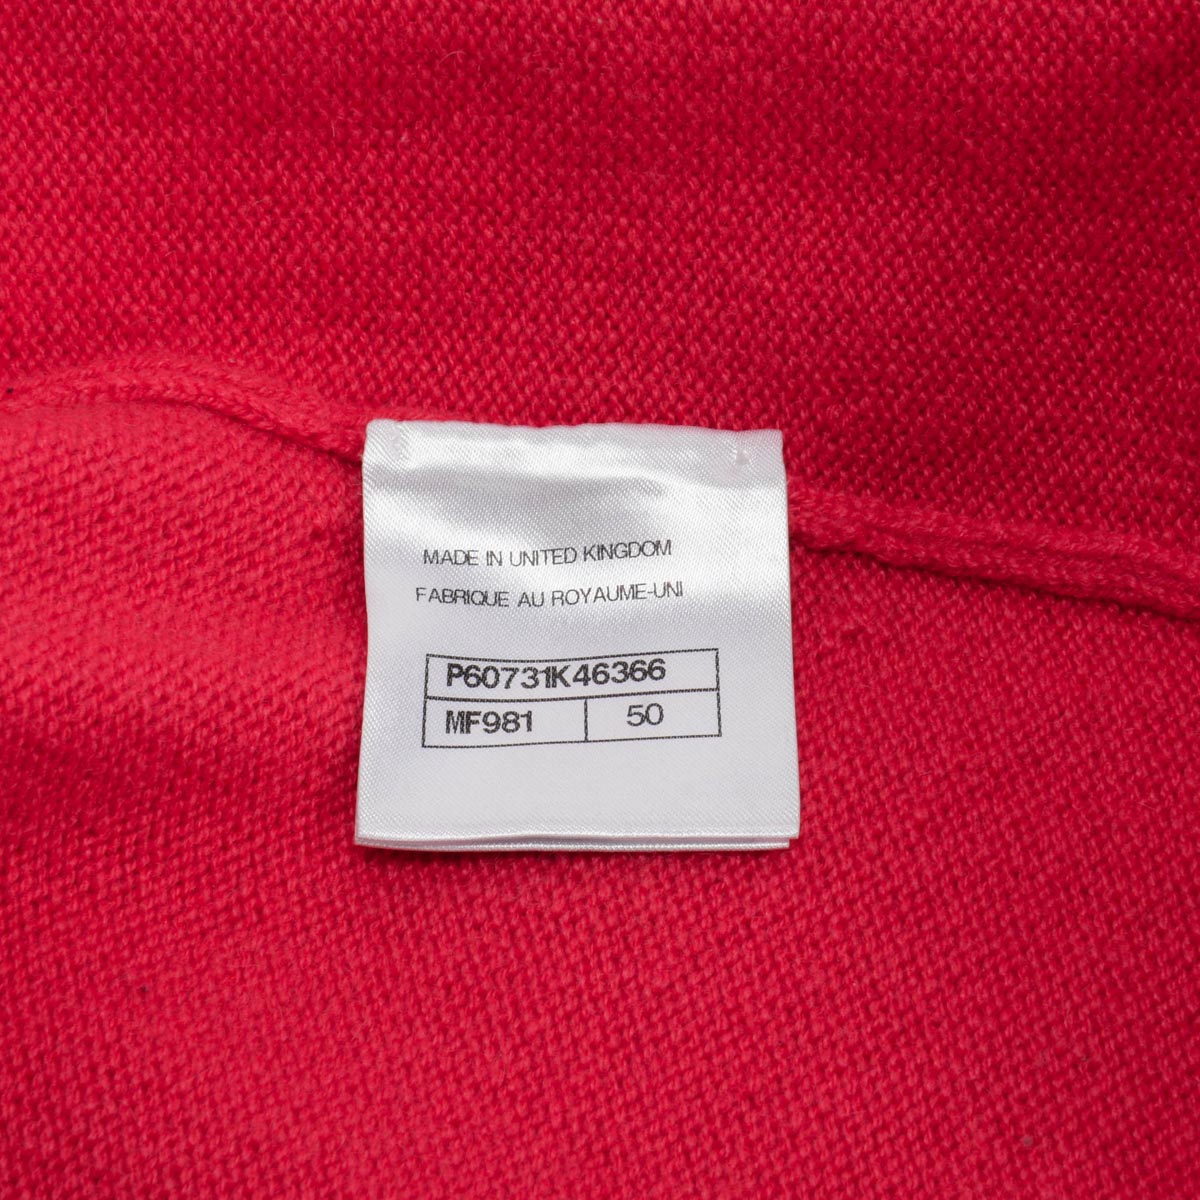 MADE IN UNITED KINGDOM
FABRIQUE AU ROYAUME-UNI
P60731K46366
MF981 50